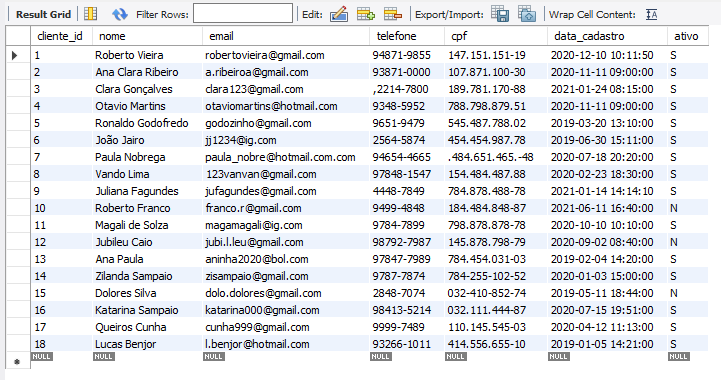 Result Grid Filter Rows: Edit: Export/Import: Wrap Cell Content: IA
cliente_id nome email telefone cpf data_cadastro ativo
1 Roberto Vieira robertovieira@gmail.com 94871-9855 147.151.151-19 2020-12-10 10:11:50 S
2 Ana Clara Ribeiro a.ribeiroa@gmail.com 93871-0000 107.871.100-30 2020-11-11 09:00:00 S
3 Clara Gonçalves clara123@gmail.com ,2214-7800 189.781.170-88 2021-01-24 08:15:00 S
4 Otavio Martins otaviomartins@hotmail.com 9348-5952 788.798.879.51 2020-11-11 09:00:00 S
5 Ronaldo Godofredo godozinho@gmail.com 9651-9479 545.487.788.02 2019-03-20 13:10:00 S
6 João Jairo jj1234@ig.com 2564-5874 454.454.987.78 2019-06-30 15:11:00 S
7 Paula Nobrega paula_nobre@hotmail.com.com 94654-4665 .484.651.465.-48 2020-07-18 20:20:00 S
8 Vando Lima 123vanvan@gmail.com 97848-1547 154.484.487.88 2020-02-23 18:30:00 S
9 Juliana Fagundes jufagundes@gmail.com 4448-7849 784.878.488-78 2021-01-14 14:14:10 S
10 Roberto Franco franco.r@gmail.com 9499-4848 184.484.848-87 2021-06-11 16:40:00 N
11 Magali de Solza magamagali@ig.com 9784-7899 798.878.878-78 2020-10-10 10:10:00 S
12 Jubileu Caio jubi.l.leu@gmail.com 98792-7987 145.878.798-79 2020-09-02 08:40:00 N
13 Ana Paula aninha2020@bol.com 97847-7989 784.454.031-03 2019-02-04 14:20:00 S
14 Zilanda Sampaio zisampaio@gmail.com 9787-7874 784-255-102-52 2020-01-03 15:00:00 S
15 Dolores Silva dolo.dolores@gmail.com 2848-7074 032-410-852-74 2019-05-11 18:44:00 N
16 Katarina Sampaio katarina000@gmail.com 98413-5214 032.111.444-87 2020-07-15 19:51:00 S
17 Queiros Cunha cunha999@gmail.com 9999-7489 110.145.545-03 2020-04-12 11:13:00 S
18 Lucas Benjor l.benjor@hotmail.com 93266-1011 414.556.655-10 2019-01-05 14:21:00 S
NULL NULL NULL NULL NULL NULL NULL